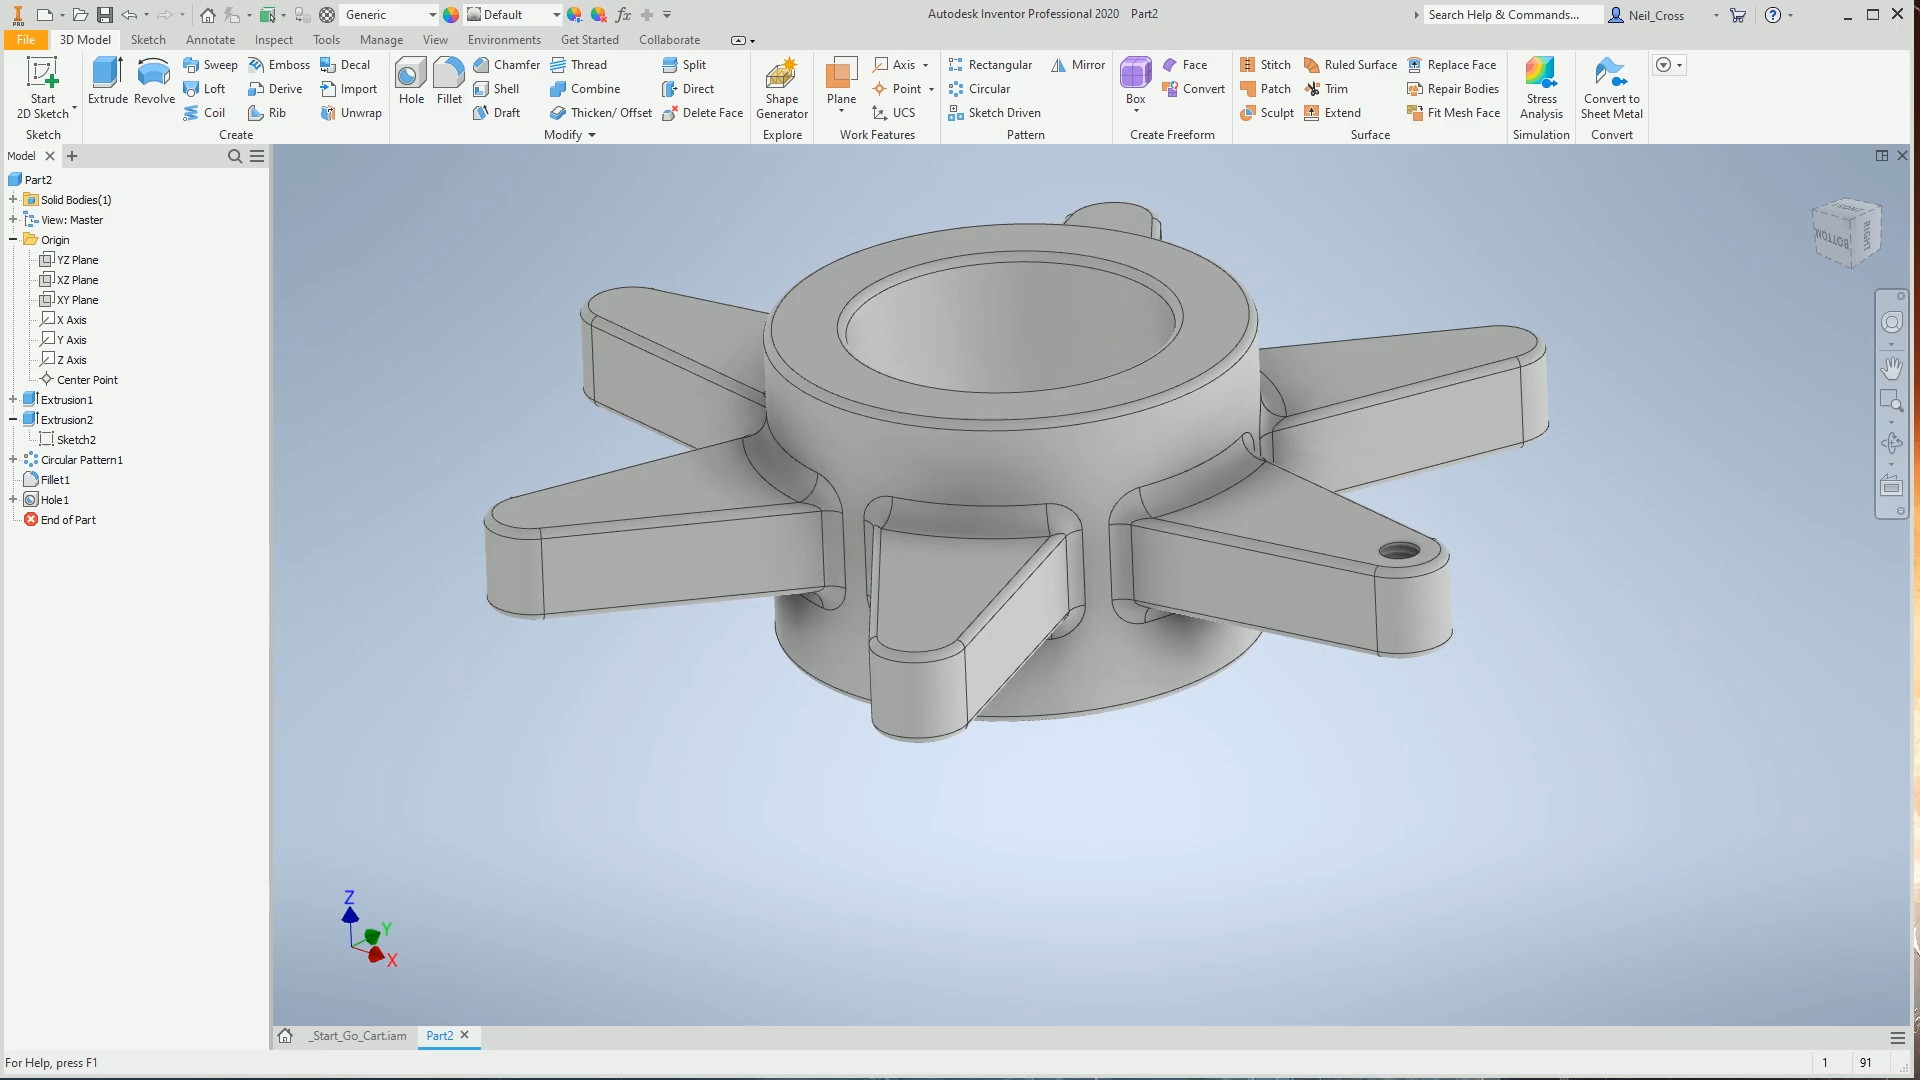 Generic
Default
fx
Autodesk Inventor Professional 2020 Part2
Search Help & Commands...
Neil_Cross
File 3D Model Sketch Annotate Inspect Tools Manage View Environments Get Started Collaborate
Start
2D Sketch
Sketch
Extrude
Revolve
Sweep
Loft
Coil
Emboss
Derive
Rib
Decal
Import
Unwrap
Create
Hole
Fillet
Chamfer
Shell
Draft
Thread
Combine
Thicken/ Offset
Split
Direct
Delete Face
Modify
Shape
Generator
Explore
Plane
Axis
Point
UCS
Work Features
Rectangular
Circular
Sketch Driven
Mirror
Pattern
Box
Face
Convert
Create Freeform
Stitch
Patch
Sculpt
Ruled Surface
Trim
Extend
Replace Face
Repair Bodies
Fit Mesh Face
Surface
Stress
Analysis
Simulation
Convert to
Sheet Metal
Convert
Model
Part2
Solid Bodies(1)
View: Master
Origin
YZ Plane
XZ Plane
XY Plane
X Axis
Y Axis
Z Axis
Center Point
Extrusion1
Extrusion2
Sketch2
Circular Pattern1
Fillet1
Hole1
End of Part
BOTTOM
RIGHT
Z
Y
X
_Start_Go_Cart.iam
Part2
For Help, press F1
1 91